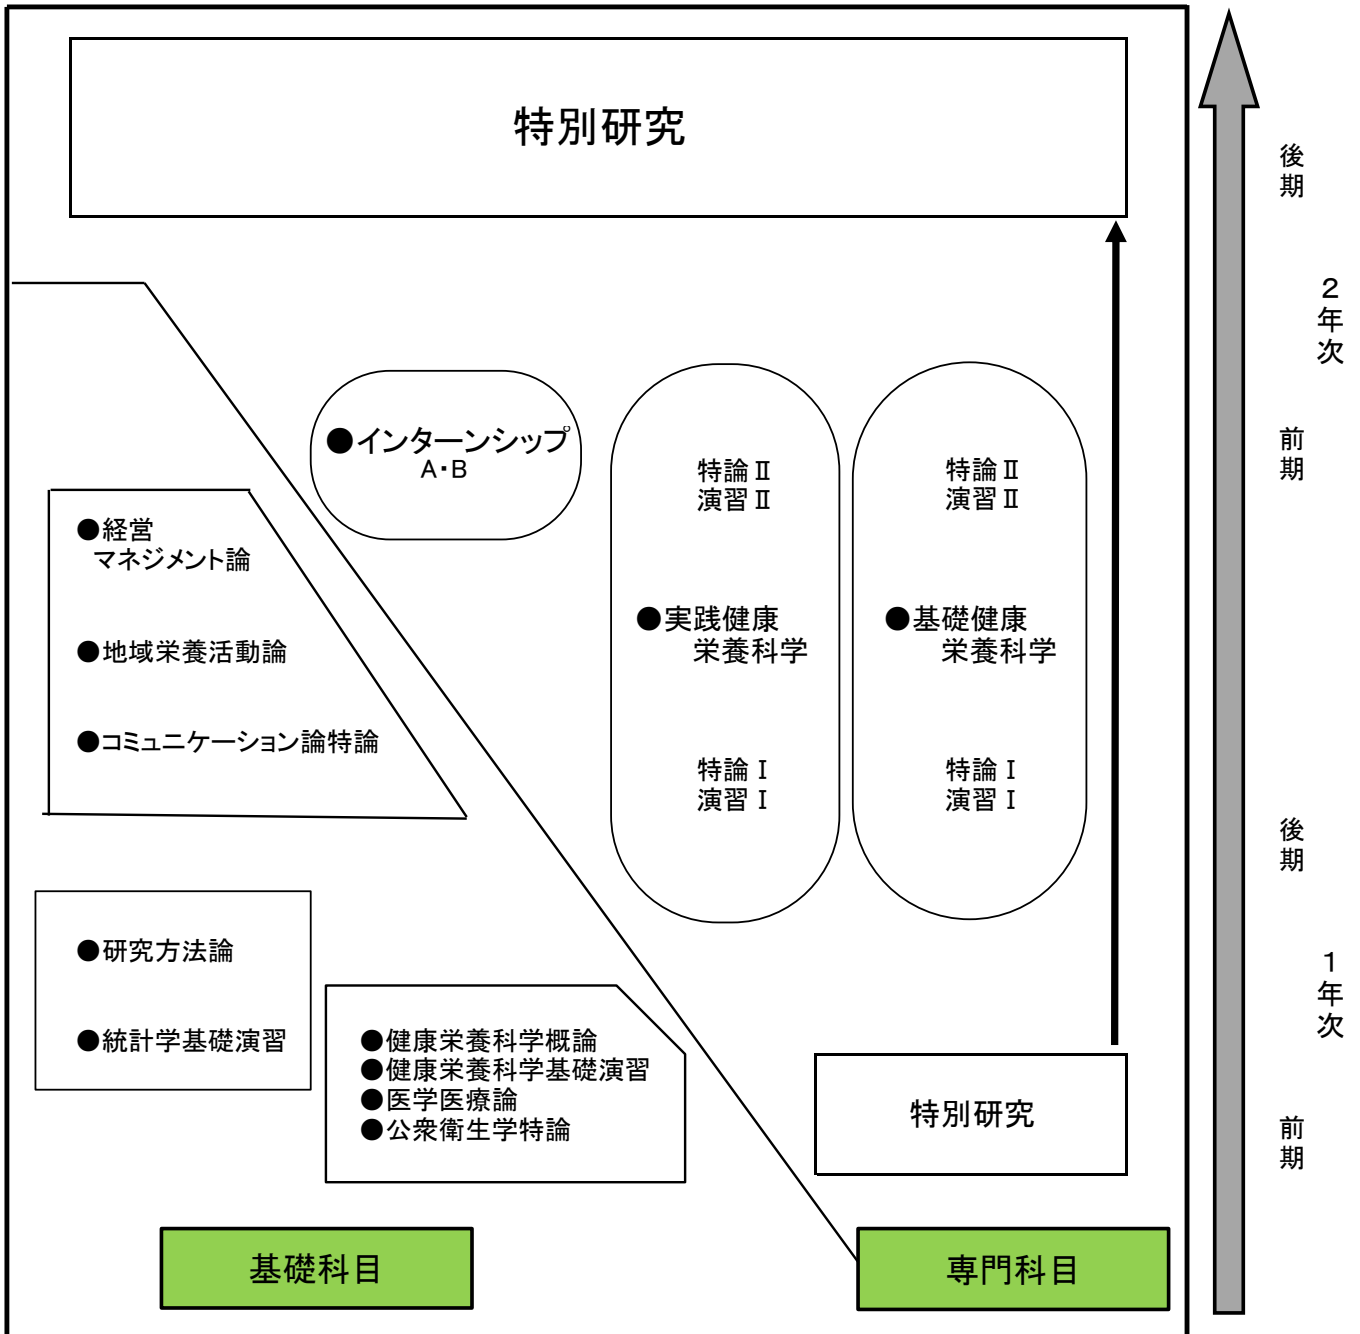 特別研究
後期
2年次
前期
●インターンシップ
A・B
特論Ⅱ
演習Ⅱ
●実践健康
栄養科学
特論Ⅰ
演習Ⅰ
特論Ⅱ
演習Ⅱ
●基礎健康
栄養科学
特論Ⅰ
演習Ⅰ
●経営
マネジメント論
●地域栄養活動論
●コミュニケーション論特論
後期
1年次
前期
●研究方法論
●統計学基礎演習
●健康栄養科学概論
●健康栄養科学基礎演習
●医学医療論
●公衆衛生学特論
特別研究
基礎科目
専門科目